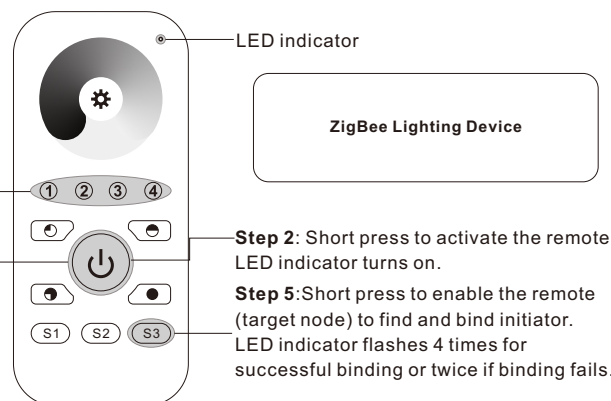 LED indicator
ZigBee Lighting Device
① ② ③ ④
Step 2: Short press to activate the remote
LED indicator turns on.
Step 5:Short press to enable the remote
(target node) to find and bind initiator.
S1 S2 S3
LED indicator flashes 4 times for
successful binding or twice if binding fails.